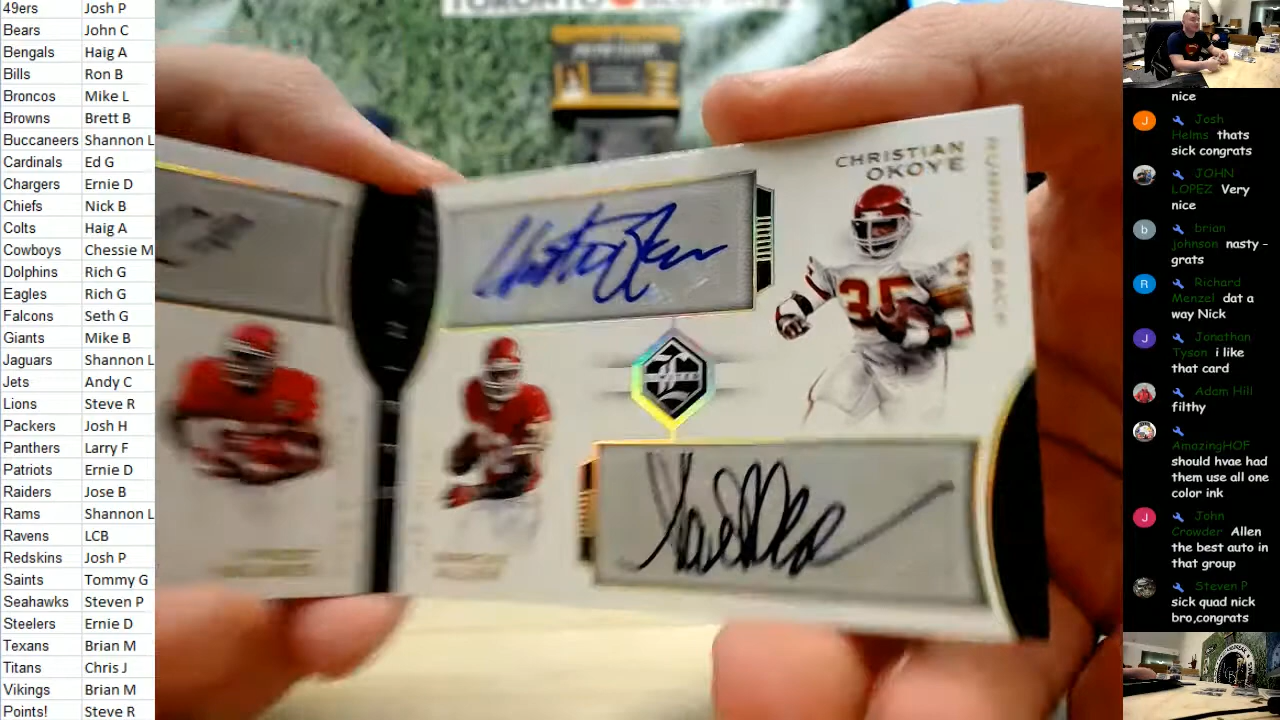 49ers Josh P
Bears John C
Bengals Haig A
Bills Ron B
Broncos Mike L
Browns Brett B
Buccaneers Shannon L
Cardinals Ed G
Chargers Ernie D
Chiefs Nick B
Colts Haig A
Cowboys Chessie M
Dolphins Rich G
Eagles Rich G
Falcons Seth G
Giants Mike B
Jaguars Shannon L
Jets Andy C
Lions Steve R
Packers Josh H
Panthers Larry F
Patriots Ernie D
Raiders Jose B
Rams Shannon L
Ravens LCB
Redskins Josh P
Saints Tommy G
Seahawks Steven P
Steelers Ernie D
Texans Brian M
Titans Chris J
Vikings Brian M
Points! Steve R
TORONTO
CHRISTIAN
OKOYE
RUNNING BACK
35
LIMITED
nice
Josh
Helms thats
sick congrats
JOHN
LOPEZ Very
nice
brian
johnson nasty -
grats
Richard
Menzel dat a
way Nick
Jonathan
Tyson i like
that card
Adam Hill
filthy
AmazingHOF
should hvae had
them use all one
color ink
John
Crowder Allen
the best auto in
that group
Steven P
sick quad nick
bro,congrats